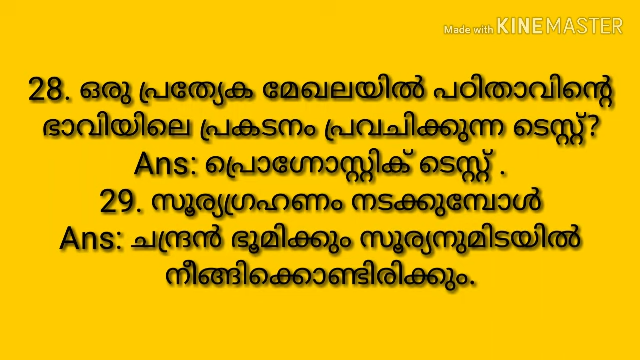 Made with KINEMASTER
28. ഒരു പ്രത്യേക മേഖലയിൽ പഠിതാവിന്റെ
ഭാവിയിലെ പ്രകടനം പ്രവചിക്കുന്ന ടെസ്റ്റ്?
Ans: പ്രൊഗ്നോസ്റ്റിക് ടെസ്റ്റ് .
29. സൂര്യഗ്രഹണം നടക്കുമ്പോൾ
Ans: ചന്ദ്രൻ ഭൂമിക്കും സൂര്യനുമിടയിൽ
നീങ്ങിക്കൊണ്ടിരിക്കും.